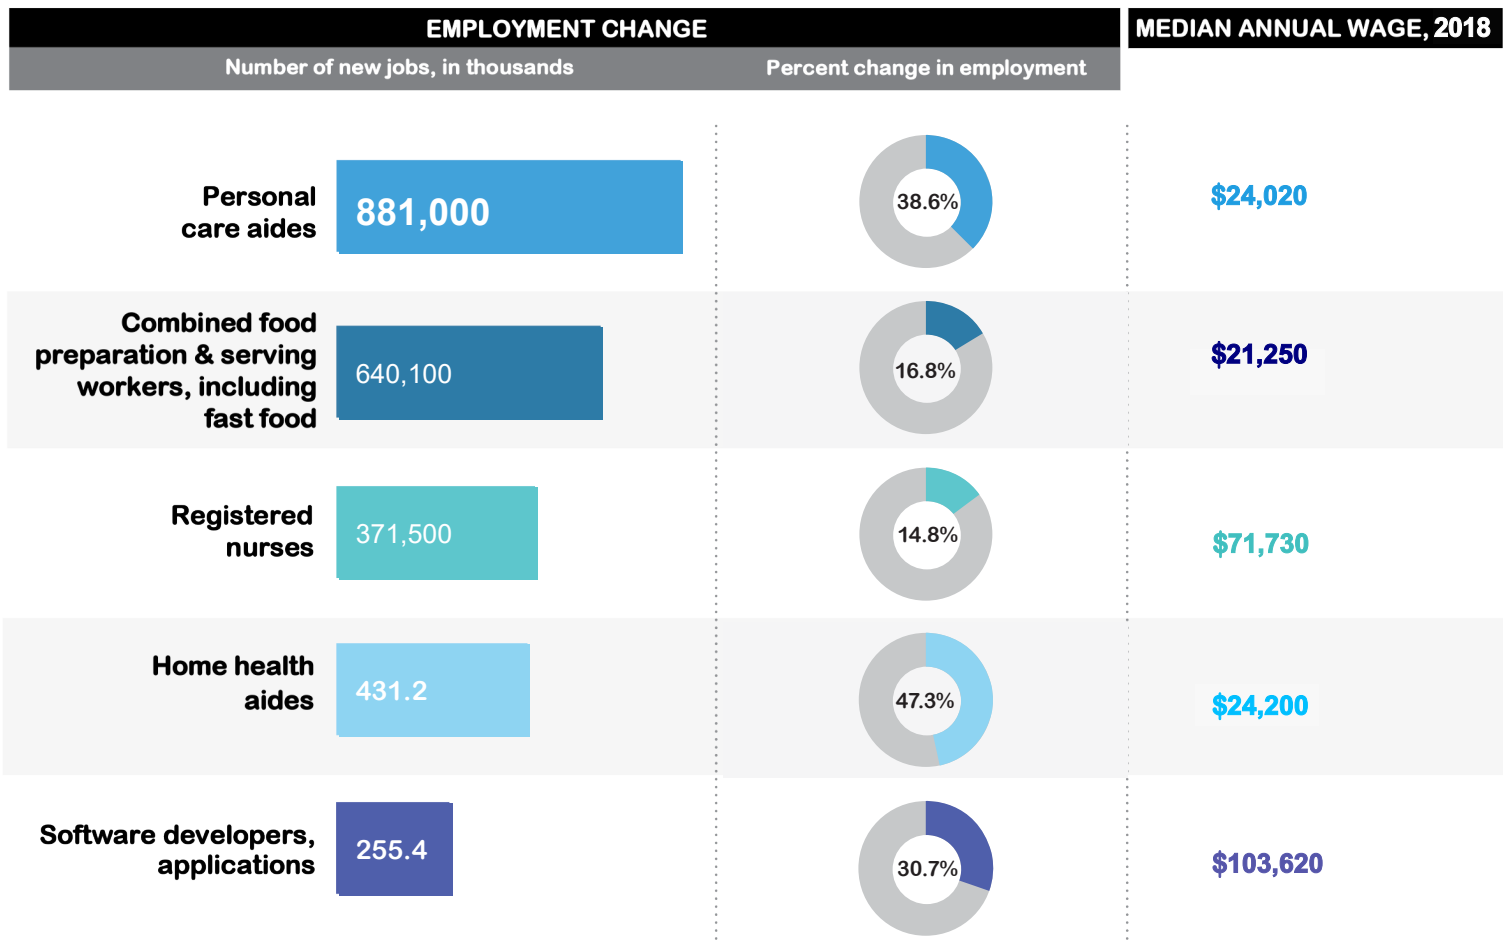 EMPLOYMENT CHANGE
MEDIAN ANNUAL WAGE, 2018
Number of new jobs, in thousands
Percent change in employment
Personal
care aides
881,000
38.6%
$24,020
Combined food
preparation & serving
workers, including
fast food
640,100
16.8%
$21,250
Registered
nurses
371,500
14.8%
$71,730
Home health
aides
431.2
47.3%
$24,200
Software developers,
applications
255.4
30.7%
$103,620